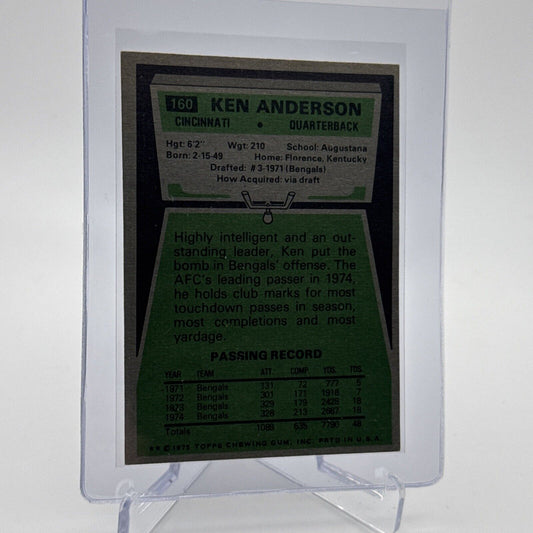 160 KEN ANDERSON
CINCINNATI • QUARTERBACK
Hgt: 6'2" Wgt: 210 School: Augustana
Born: 2-15-49 Home: Florence, Kentucky
Drafted: #3-1971 (Bengals)
How Acquired: via draft
Highly intelligent and an out-
standing leader, Ken put the
bomb in Bengals' offense. The
AFC's leading passer in 1974,
he holds club marks for most
touchdown passes in season,
most completions and most
yardage.
PASSING RECORD
YEAR TEAM ATT. COMP. YDS. TDS.
1971 Bengals 131 72 777 5
1972 Bengals 301 171 1918 7
1973 Bengals 329 179 2428 18
1974 Bengals 328 213 2667 18
Totals 1089 635 7790 48
© 1975 TOPPS CHEWING GUM, INC. PRTD IN U.S.A.